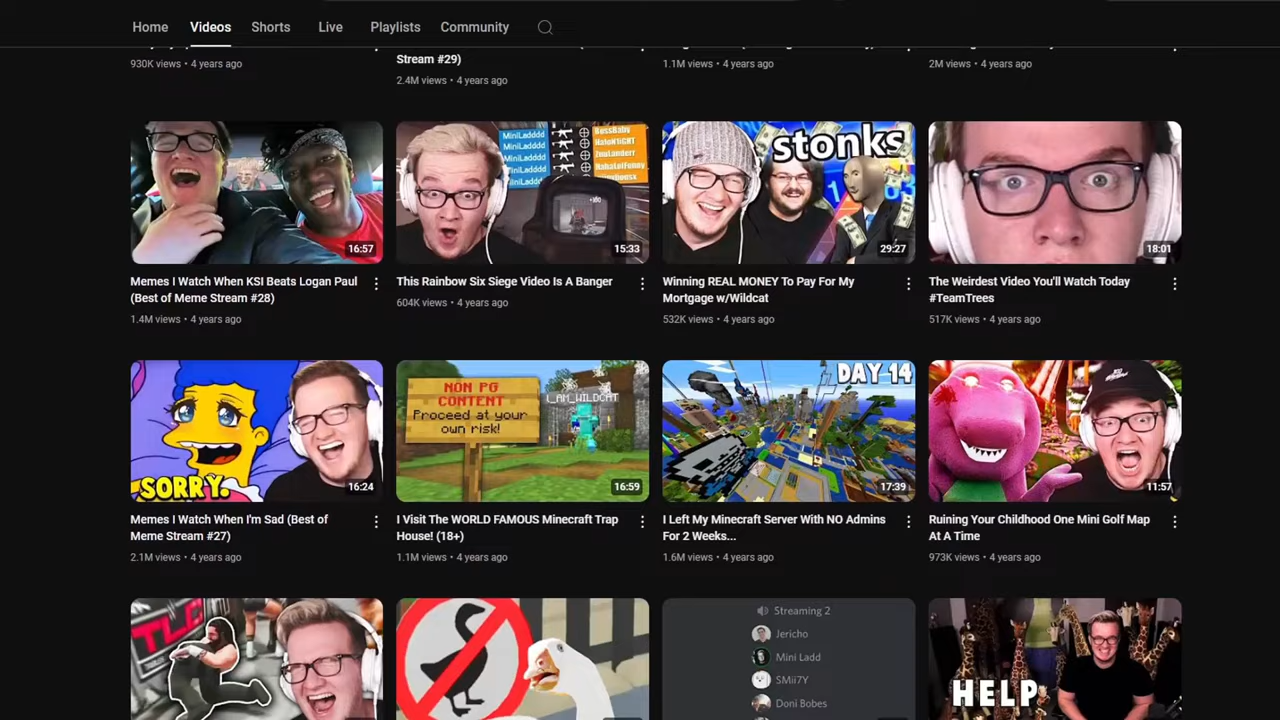 Home
Videos
Shorts
Live
Playlists
Community
930K views • 4 years ago
Stream #29)
2.4M views • 4 years ago
1.1M views • 4 years ago
2M views • 4 years ago
MiniLadddd
MiniLadddd
MiniLadddd
MiniLadddd
BossBaby
HaloK1iGHT
ZuuLanderr
15:33
16:57
stonks
29:27
18:01
Memes I Watch When KSI Beats Logan Paul
(Best of Meme Stream #28)
1.4M views • 4 years ago
This Rainbow Six Siege Video Is A Banger
604K views • 4 years ago
Winning REAL MONEY To Pay For My
Mortgage w/Wildcat
532K views • 4 years ago
The Weirdest Video You'll Watch Today
#TeamTrees
517K views • 4 years ago
SORRY.
16:24
NON PG
CONTENT
Proceed at your
own risk!
I_AM_WILDCAT
16:59
DAY 14
17:39
11:57
Memes I Watch When I'm Sad (Best of
Meme Stream #27)
2.1M views • 4 years ago
I Visit The WORLD FAMOUS Minecraft Trap
House! (18+)
1.1M views • 4 years ago
I Left My Minecraft Server With NO Admins
For 2 Weeks...
1.6M views • 4 years ago
Ruining Your Childhood One Mini Golf Map
At A Time
973K views • 4 years ago
TLC
Streaming 2
Jericho
Mini Ladd
SMii7Y
Doni Bobes
HELP